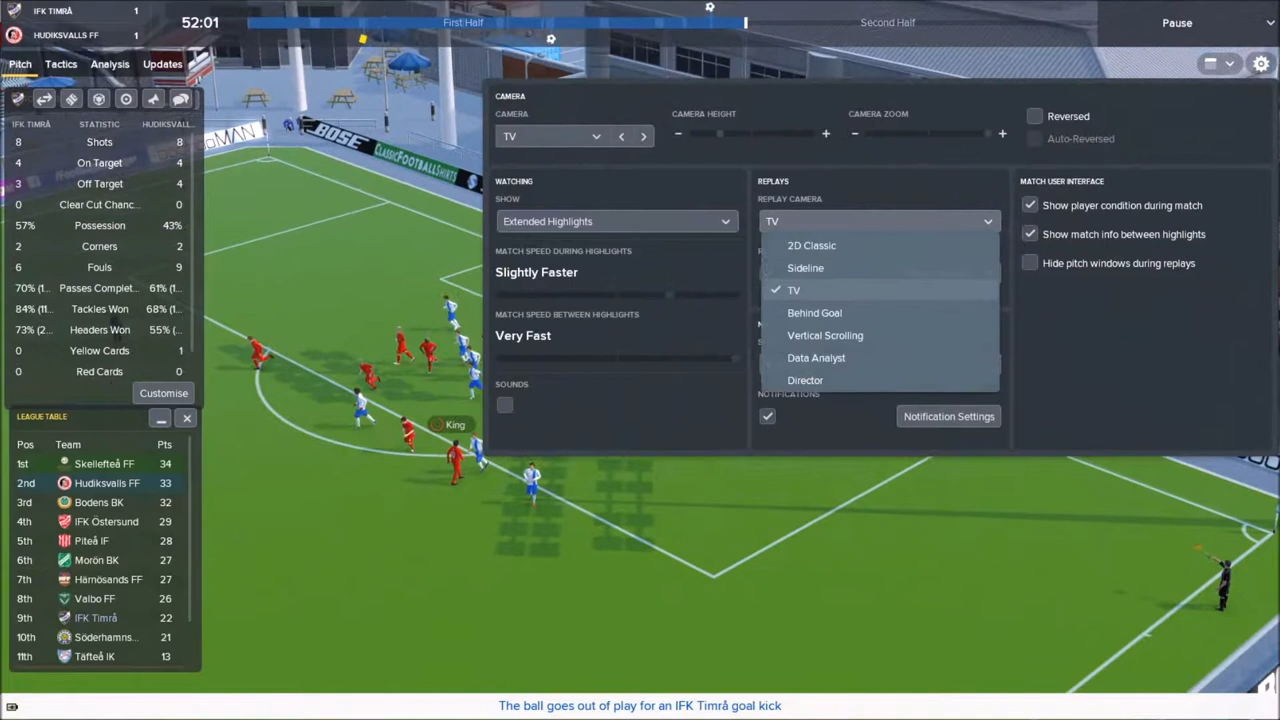 IFK TIMRÅ 1
HUDIKSVALLS FF 1
52:01
First Half
Second Half
Pause
Pitch Tactics Analysis Updates
IFK TIMRÅ STATISTIC HUDIKSVALL...
8 Shots 8
4 On Target 4
3 Off Target 4
0 Clear Cut Chanc... 0
57% Possession 43%
2 Corners 2
6 Fouls 9
70% (1... Passes Complet... 61% (1...
84% (11... Tackles Won 68% (1...
73% (2... Headers Won 55% (...
0 Yellow Cards 1
0 Red Cards 0
Customise
LEAGUE TABLE
Pos Team Pts
1st Skellefteå FF 34
2nd Hudiksvalls FF 33
3rd Bodens BK 32
4th IFK Östersund 29
5th Piteå IF 28
6th Morön BK 27
7th Härnösands FF 27
8th Valbo FF 26
9th IFK Timrå 22
10th Söderhamns... 21
11th Täfteå IK 13
BOSE
CLASSICFOOTBALLSHIRTS
King
CAMERA
CAMERA
TV
CAMERA HEIGHT
CAMERA ZOOM
Reversed
Auto-Reversed
WATCHING
SHOW
Extended Highlights
MATCH SPEED DURING HIGHLIGHTS
Slightly Faster
MATCH SPEED BETWEEN HIGHLIGHTS
Very Fast
SOUNDS
REPLAYS
REPLAY CAMERA
TV
2D Classic
Sideline
TV
Behind Goal
Vertical Scrolling
Data Analyst
Director
NOTIFICATIONS
Notification Settings
MATCH USER INTERFACE
Show player condition during match
Show match info between highlights
Hide pitch windows during replays
The ball goes out of play for an IFK Timrå goal kick